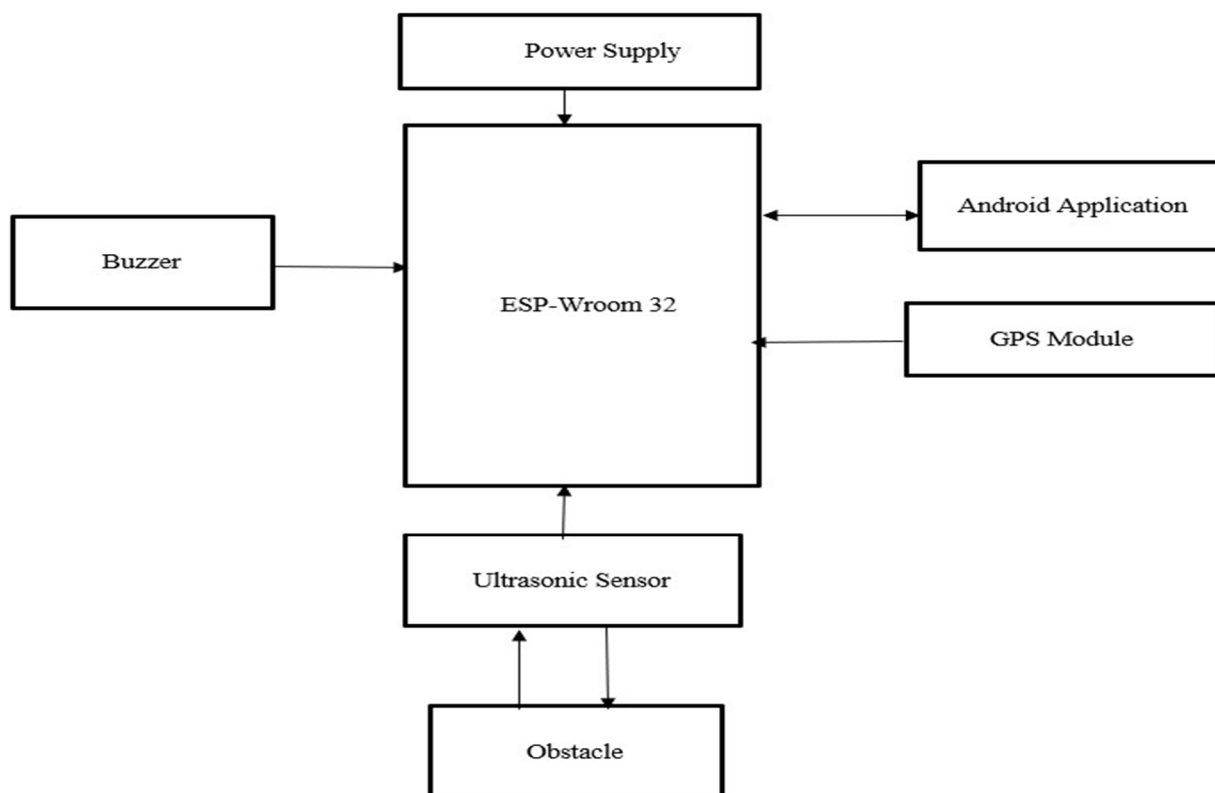 Power Supply
Android Application
Buzzer
ESP-Wroom 32
GPS Module
Ultrasonic Sensor
Obstacle